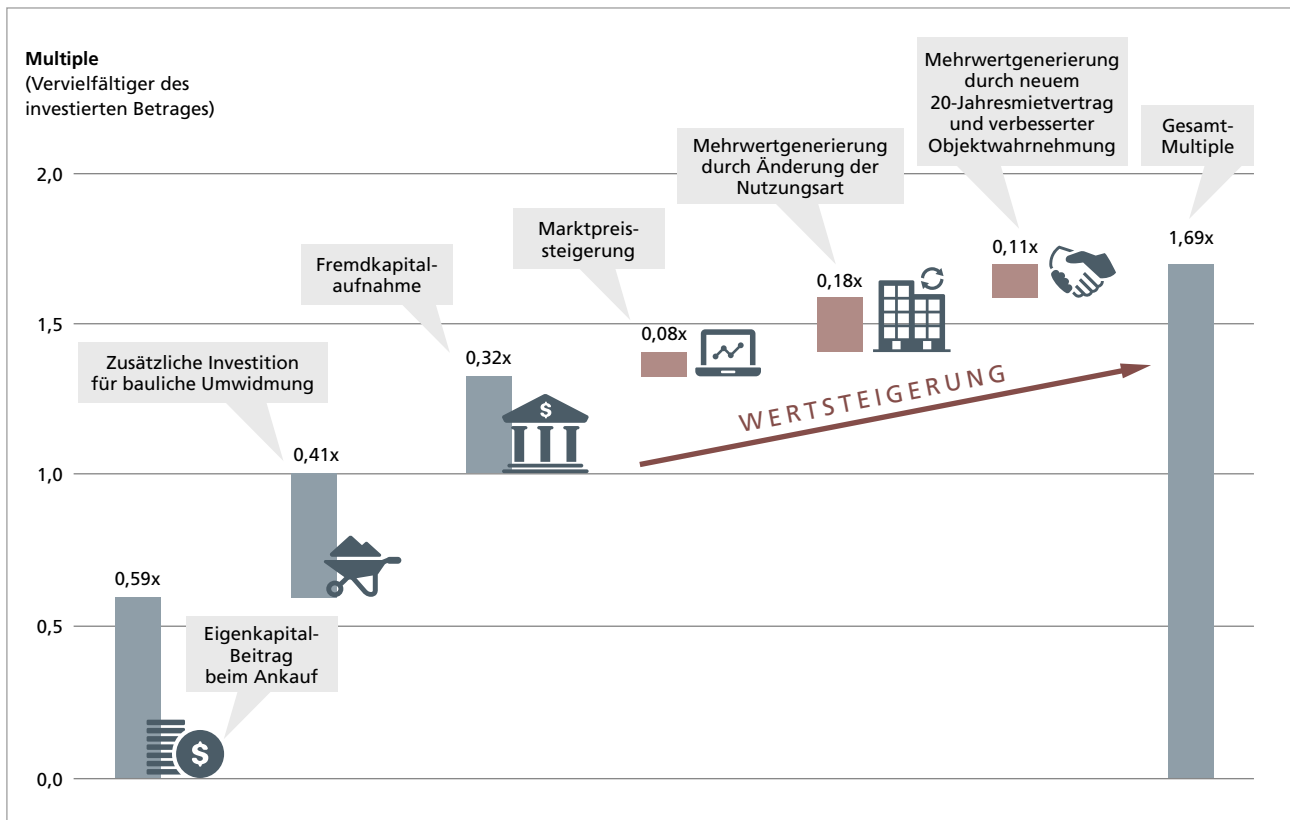 Multiple
(Vervielfältiger des
investierten Betrages)
2,0
1,5
1,0
0,5
0,0
0,59x
Eigenkapital-
Beitrag
beim Ankauf
$
Zusätzliche Investition
für bauliche Umwidmung
0,41x
Fremdkapital-
aufnahme
0,32x
$
Marktpreis-
steigerung
0,08x
Mehrwertgenerierung
durch Änderung der
Nutzungsart
0,18x
Mehrwertgenerierung
durch neuem
20-Jahresmietvertrag
und verbesserter
Objektwahrnehmung
0,11x
Gesamt-
Multiple
1,69x
WERTSTEIGERUNG